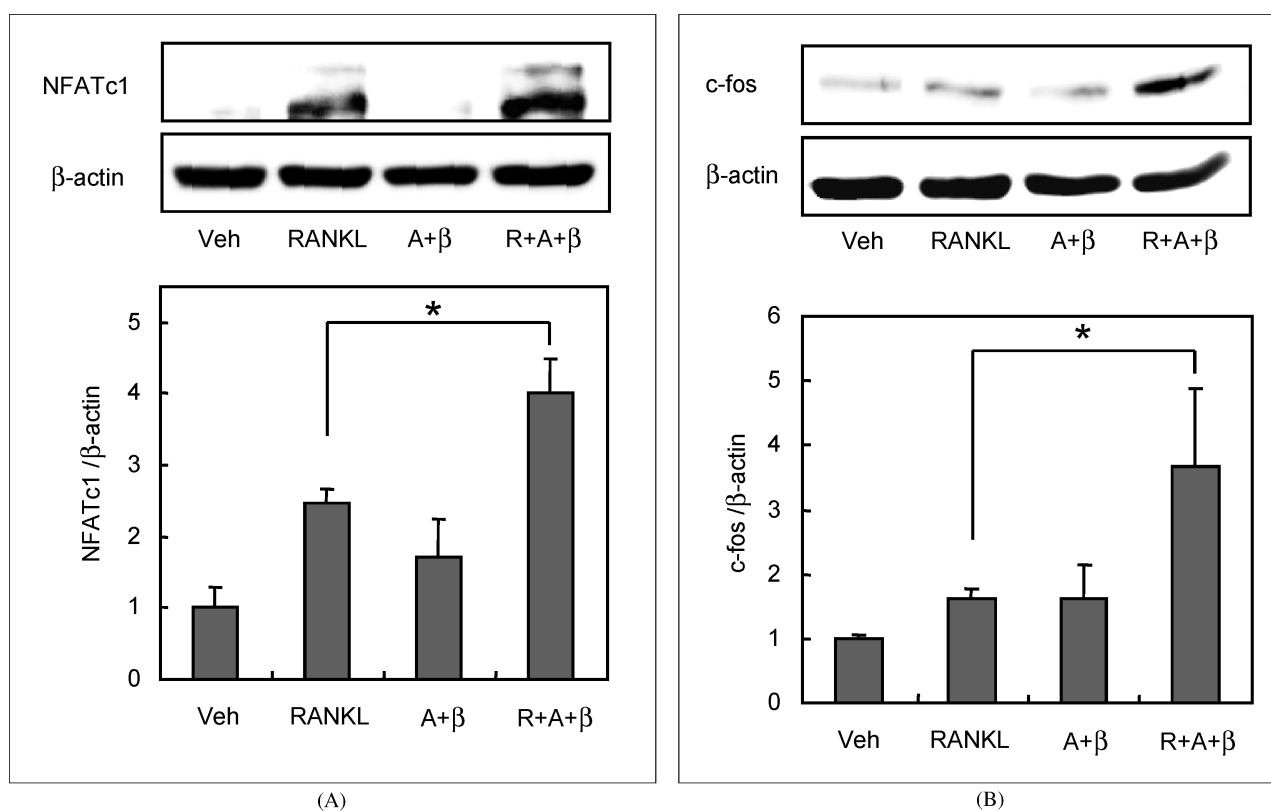 NFATc1
β-actin
Veh RANKL A+β R+A+β
*
5
4
3
2
1
0
NFATc1 /β-actin
Veh RANKL A+β R+A+β
(A)
c-fos
β-actin
Veh RANKL A+β R+A+β
*
6
5
4
3
2
1
0
c-fos /β-actin
Veh RANKL A+β R+A+β
(B)